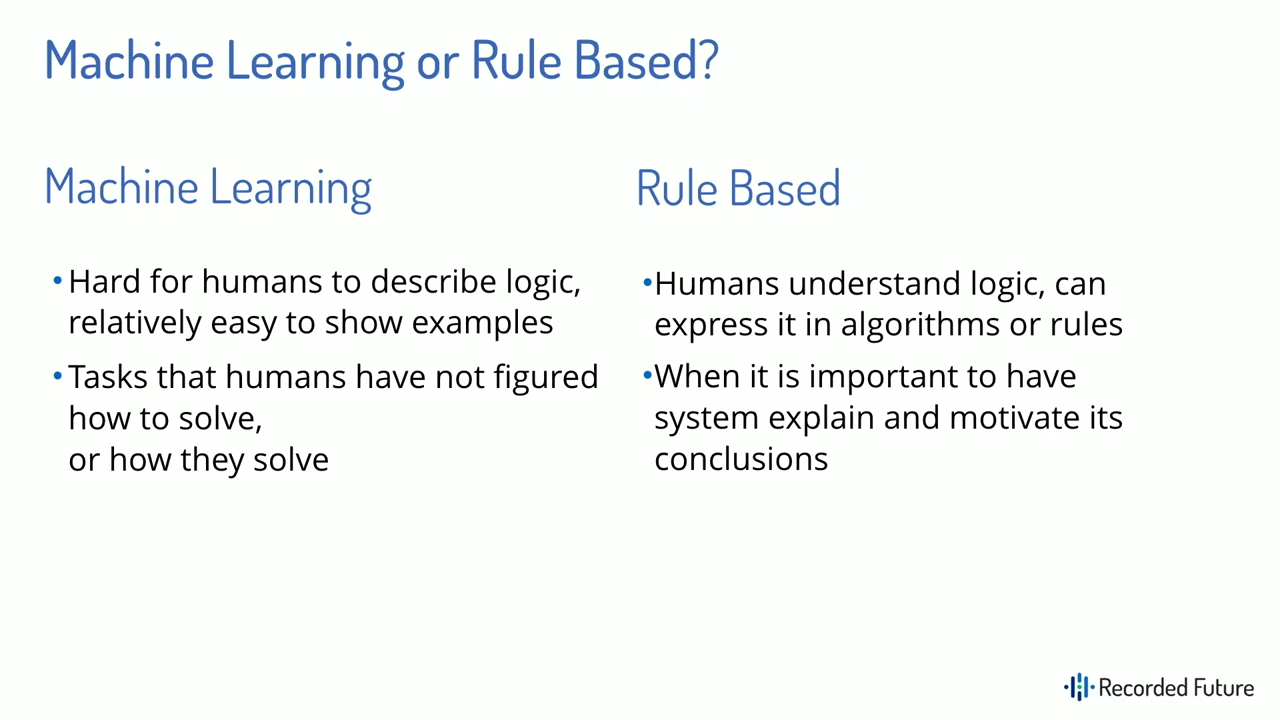 Machine Learning or Rule Based?
Machine Learning
• Hard for humans to describe logic,
relatively easy to show examples
• Tasks that humans have not figured
how to solve,
or how they solve
Rule Based
•Humans understand logic, can
express it in algorithms or rules
•When it is important to have
system explain and motivate its
conclusions
Recorded Future